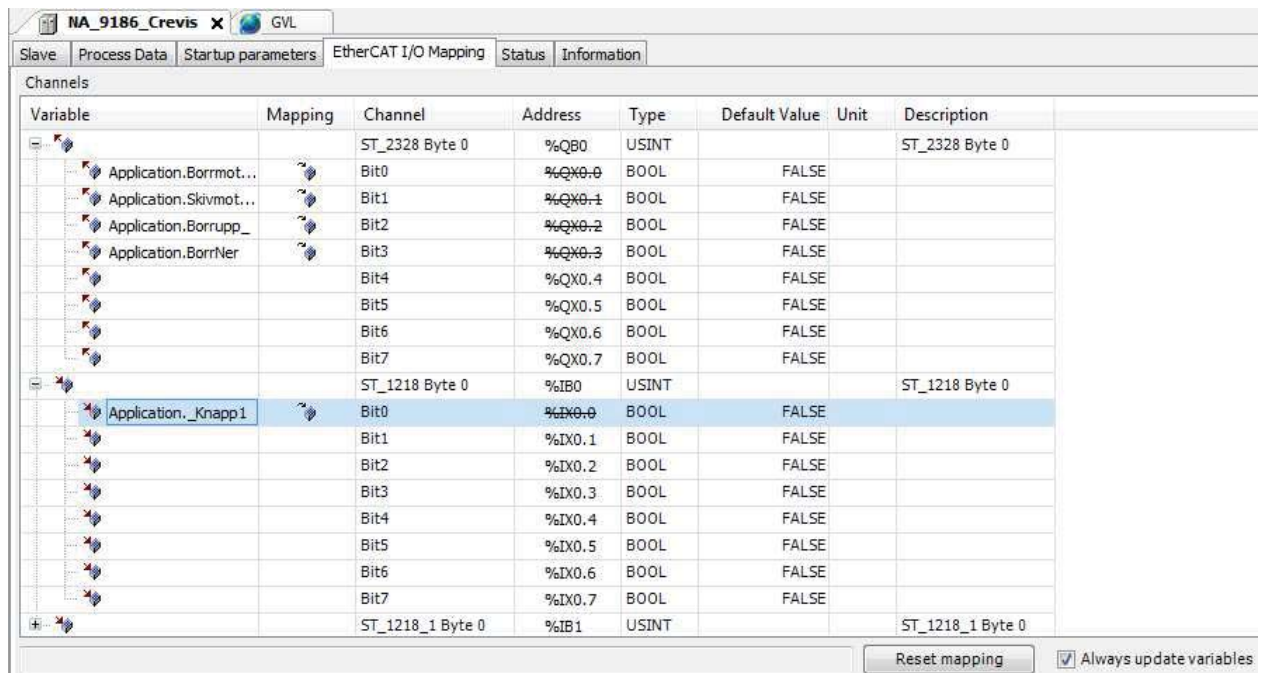 NA_9186_Crevis X GVL
Slave Process Data Startup parameters EtherCAT I/O Mapping Status Information
Channels
Variable Mapping Channel Address Type Default Value Unit Description
ST_2328 Byte 0 %QB0 USINT ST_2328 Byte 0
Application.Borrmot... Bit0 %QX0.0 BOOL FALSE
Application.Skivmot... Bit1 %QX0.1 BOOL FALSE
Application.Borrupp_ Bit2 %QX0.2 BOOL FALSE
Application.BorrNer Bit3 %QX0.3 BOOL FALSE
Bit4 %QX0.4 BOOL FALSE
Bit5 %QX0.5 BOOL FALSE
Bit6 %QX0.6 BOOL FALSE
Bit7 %QX0.7 BOOL FALSE
ST_1218 Byte 0 %IB0 USINT ST_1218 Byte 0
Application._Knapp1 Bit0 %IX0.0 BOOL FALSE
Bit1 %IX0.1 BOOL FALSE
Bit2 %IX0.2 BOOL FALSE
Bit3 %IX0.3 BOOL FALSE
Bit4 %IX0.4 BOOL FALSE
Bit5 %IX0.5 BOOL FALSE
Bit6 %IX0.6 BOOL FALSE
Bit7 %IX0.7 BOOL FALSE
ST_1218_1 Byte 0 %IB1 USINT ST_1218_1 Byte 0
Reset mapping Always update variables